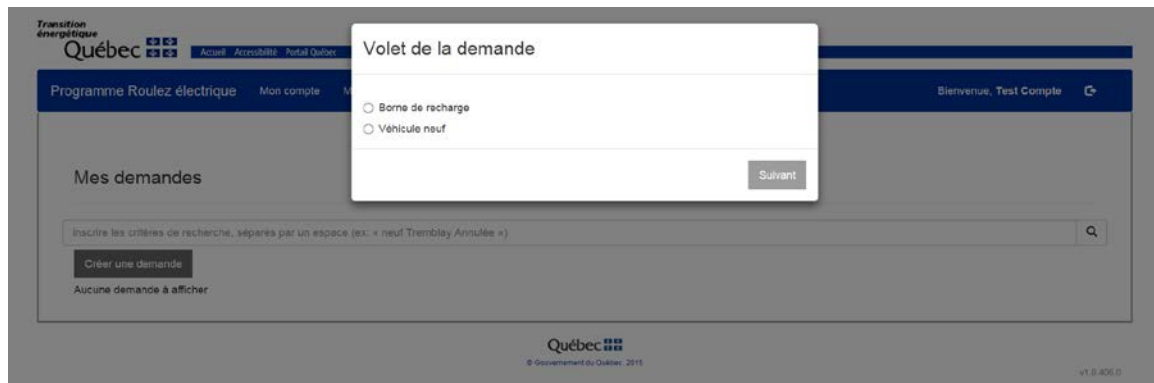 Transition
énergétique
Québec
Accueil Accessibilité Portail Québec
Volet de la demande
Programme Roulez électrique Mon compte M
Bienvenue, Test Compte
Borne de recharge
Véhicule neuf
Suivant
Mes demandes
Inscrire les critères de recherche, séparés par un espace (ex: « neuf Tremblay Annulée »)
Créer une demande
Aucune demande à afficher
Québec
© Gouvernement du Québec, 2015
v1.0.406.0